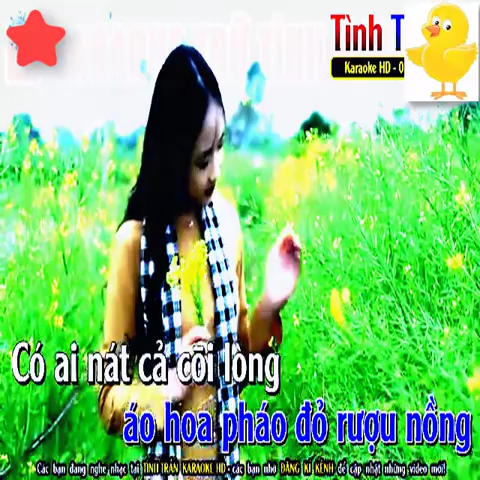 Tình T
Karaoke HD - 0
Có ai nát cả cõi lòng
áo hoa pháo đỏ rượu nồng
Các bạn đang nghe nhạc tại TÌNH TRẦN KARAOKE HD - các bạn nhớ ĐĂNG KÍ KÊNH để cập nhật những video mới!